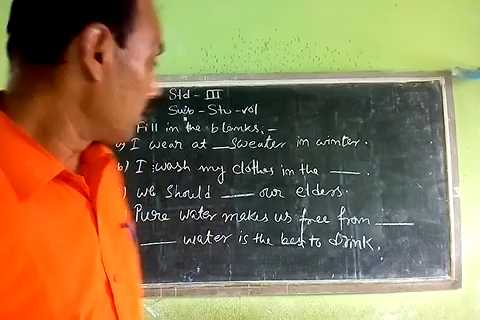 Std - III
Sub - Stu-vol
Fill in the blanks:-
a) I wear at __ Sweater in winter.
b) I wash my clothes in the ___.
) We should ___ our elders.
Pure water makes us free from ___
___ water is the best to drink.